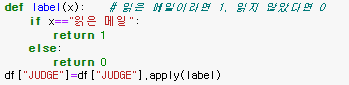 def label(x):   # 읽은 메일이라면 1, 읽지 않았다면 0
    if x=="읽은 메일":
        return 1
    else:
        return 0
df["JUDGE"]=df["JUDGE"].apply(label)